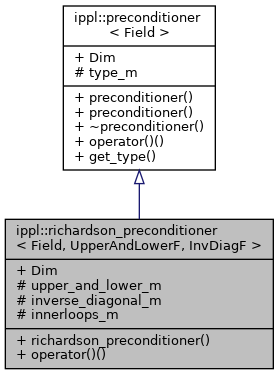 ippl::preconditioner
< Field >
+ Dim
# type_m
+ preconditioner()
+ preconditioner()
+ ~preconditioner()
+ operator()()
+ get_type()
ippl::richardson_preconditioner
< Field, UpperAndLowerF, InvDiagF >
+ Dim
# upper_and_lower_m
# inverse_diagonal_m
# innerloops_m
+ richardson_preconditioner()
+ operator()()